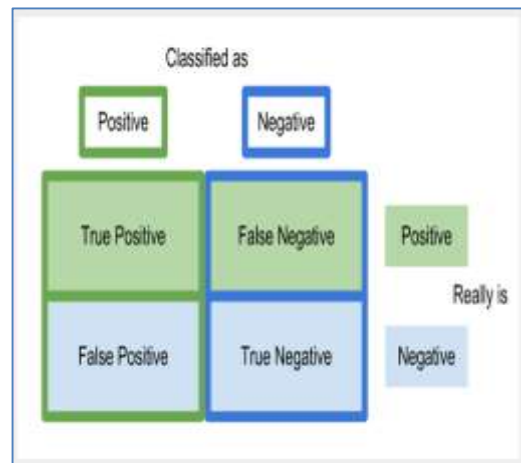 Classified as
Positive
Negative
True Positive
False Negative
Positive
Really is
False Positive
True Negative
Negative